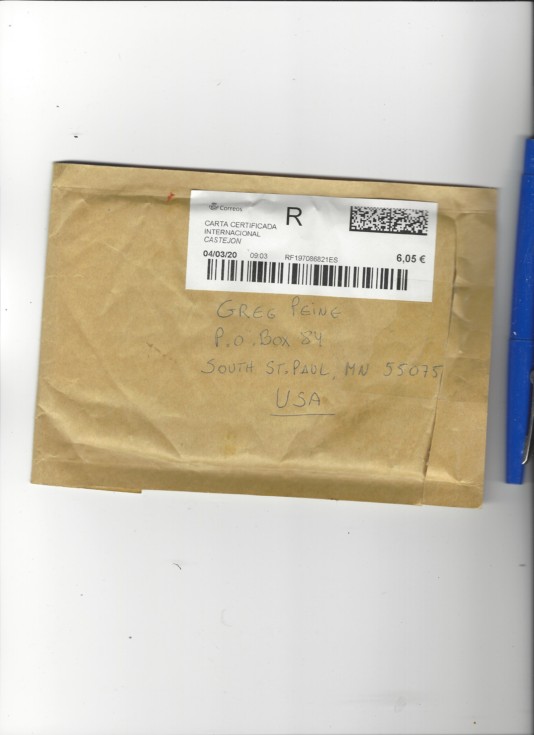 Correos
R
CARTA CERTIFICADA
INTERNACIONAL
CASTEJON
04/03/20 09:03 RF197086821ES 6,05 €
GREG PEINE
P.O. BOX 84
SOUTH ST. PAUL, MN 55075
USA